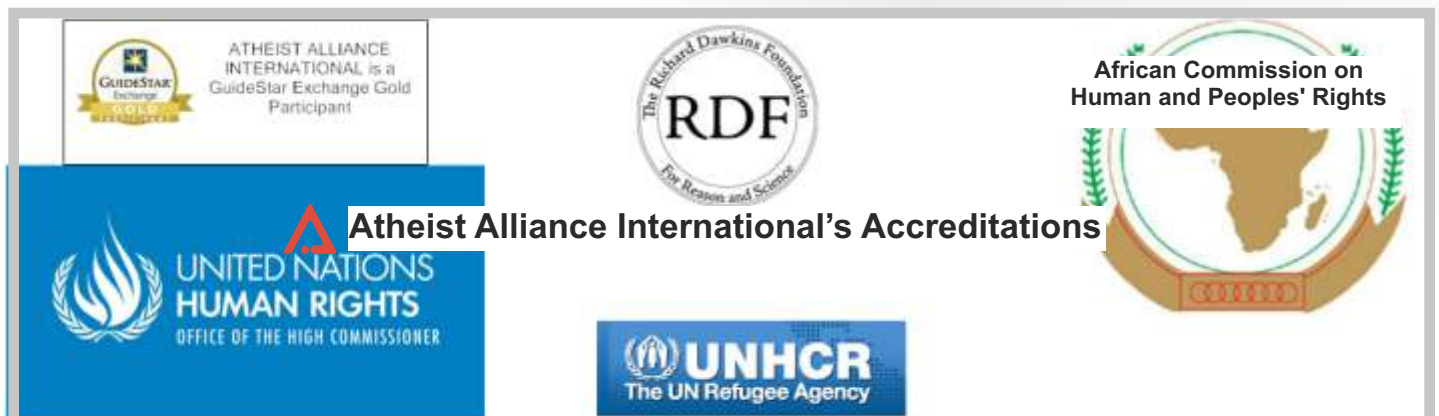 GUIDESTAR
Exchange
GOLD
PARTICIPANT
ATHEIST ALLIANCE
INTERNATIONAL is a
GuideStar Exchange Gold
Participant
The Richard Dawkins Foundation
RDF
For Reason and Science
African Commission on
Human and Peoples' Rights
Atheist Alliance International’s Accreditations
UNITED NATIONS
HUMAN RIGHTS
OFFICE OF THE HIGH COMMISSIONER
UNHCR
The UN Refugee Agency